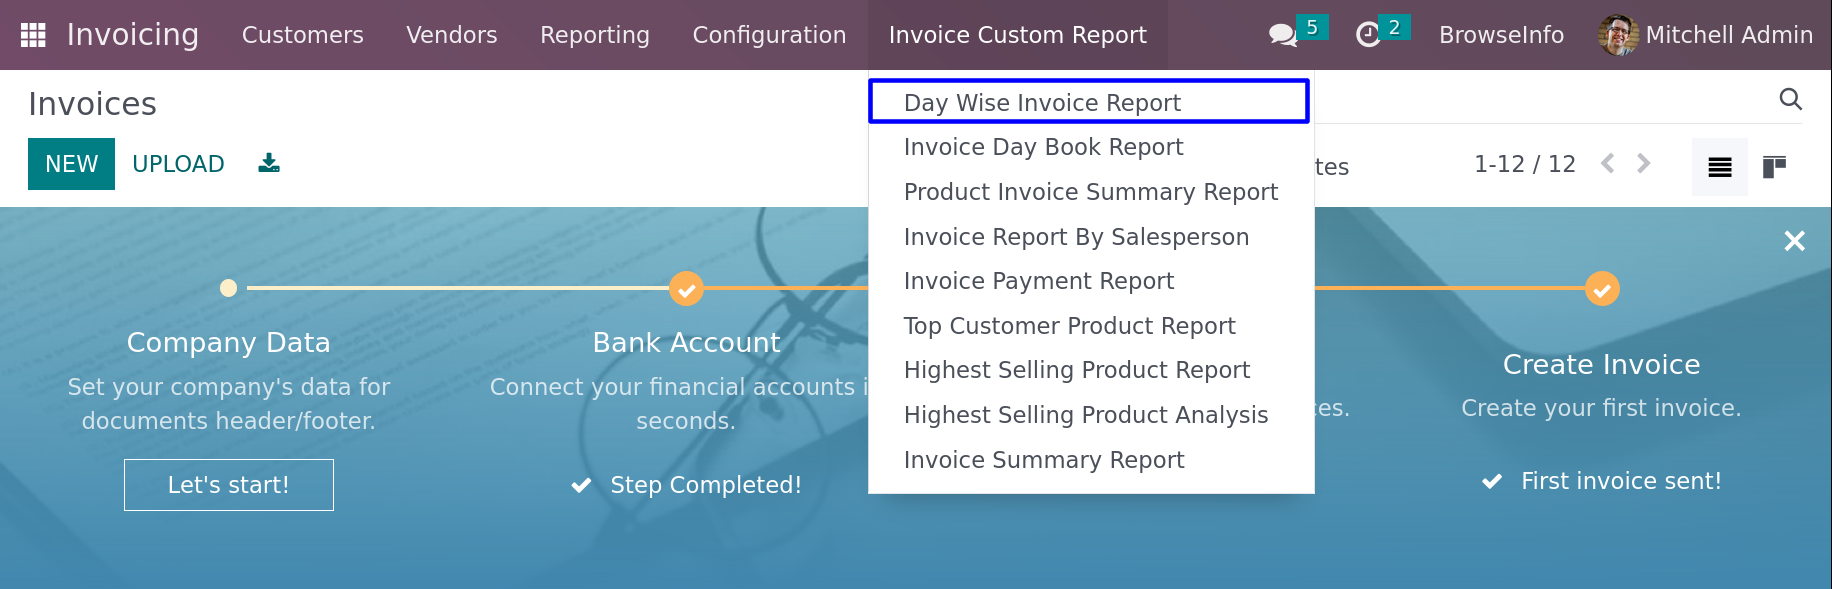 Invoicing Customers Vendors Reporting Configuration Invoice Custom Report 5 2 BrowseInfo Mitchell Admin
Invoices
NEW UPLOAD
1-12 / 12
Day Wise Invoice Report
Invoice Day Book Report
Product Invoice Summary Report
Invoice Report By Salesperson
Invoice Payment Report
Top Customer Product Report
Highest Selling Product Report
Highest Selling Product Analysis
Invoice Summary Report
Company Data
Set your company's data for
documents header/footer.
Let's start!
Bank Account
Connect your financial accounts
seconds.
Step Completed!
Create Invoice
Create your first invoice.
First invoice sent!